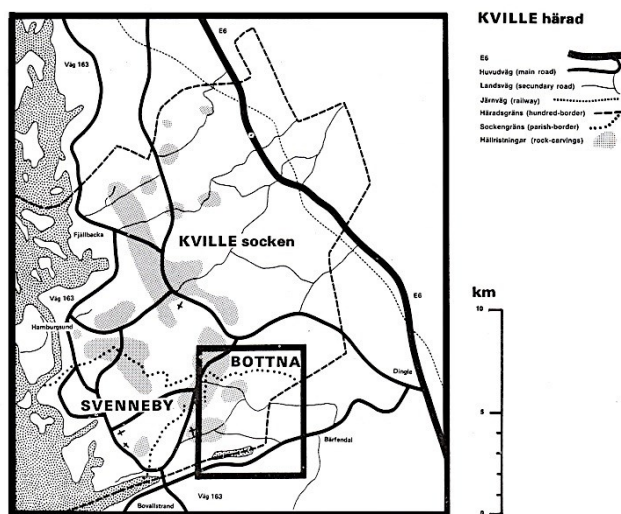 KVILLE härad
E6
Huvudväg (main road)
Landsväg (secundary road)
Järnväg (railway)
Häradsgräns (hundred-border)
Sockengräns (parish-border)
Hällristningar (rock-carvings)
E6
Väg 163
Fjällbacka
KVILLE socken
Väg 163
E6
Hamburgsund
BOTTNA
Dingle
SVENNEBY
Bärfendal
Väg 163
Bovallstrand
km
10
5
0